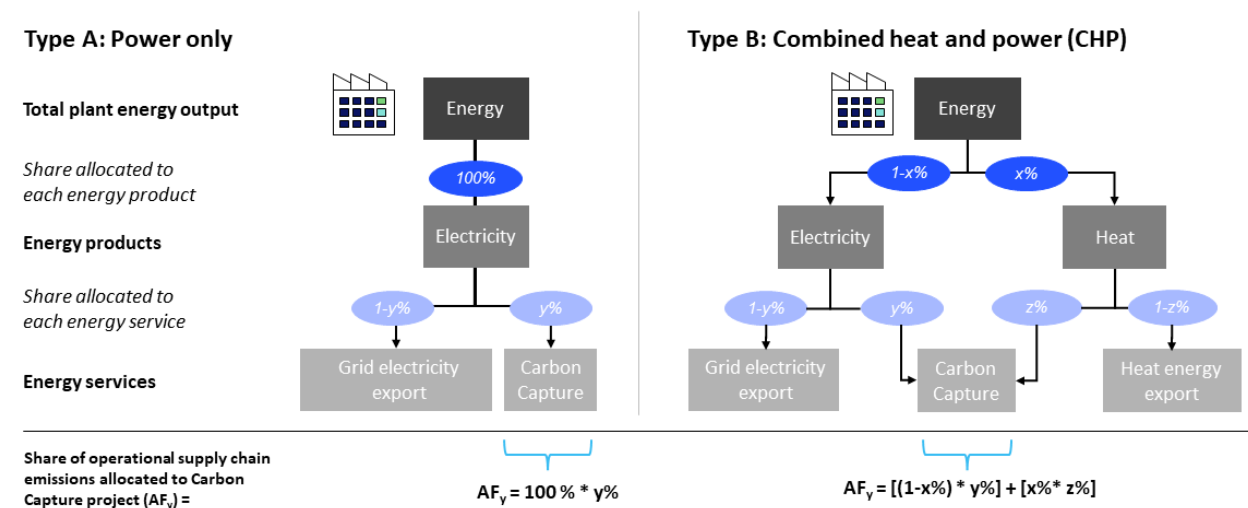 Type A: Power only
Type B: Combined heat and power (CHP)
Total plant energy output
Energy
Energy
Share allocated to
each energy product
100%
1-x%
x%
Energy products
Electricity
Electricity
Heat
Share allocated to
each energy service
1-y%
y%
1-y%
y%
z%
1-z%
Energy services
Grid electricity
export
Carbon
Capture
Grid electricity
export
Carbon
Capture
Heat energy
export
Share of operational supply chain
emissions allocated to Carbon
Capture project (AFy) =
AFy = 100 % * y%
AFy = [(1-x%) * y%] + [x%* z%]